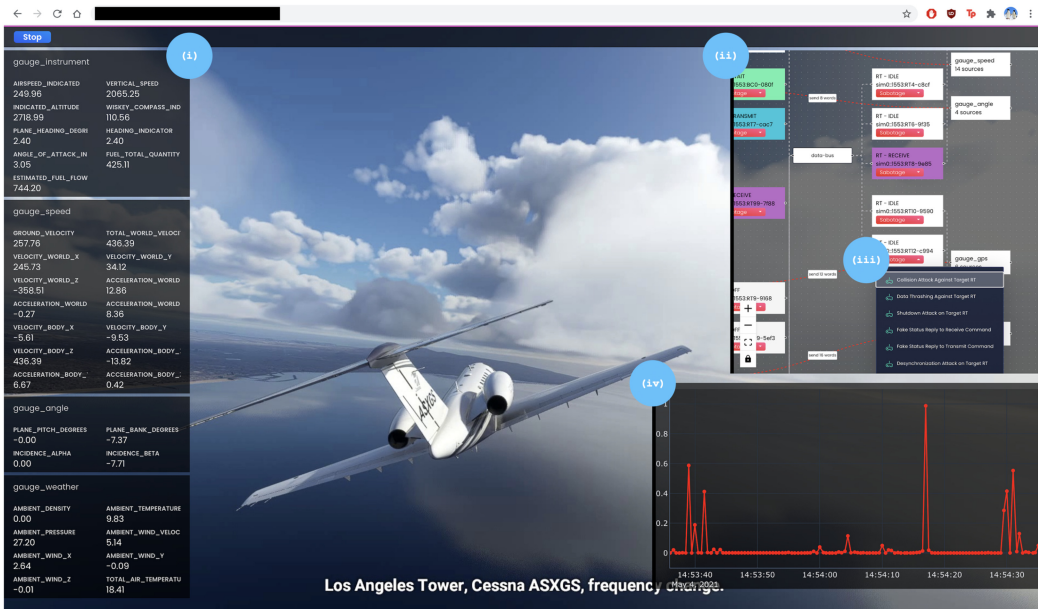 Stop
(i)
gauge_instrument
AIRSPEED_INDICATED VERTICAL_SPEED
249.96 2065.25
INDICATED_ALTITUDE WISKEY_COMPASS_IND
2718.99 110.56
PLANE_HEADING_DEGRI HEADING_INDICATOR
2.40 2.40
ANGLE_OF_ATTACK_IN FUEL_TOTAL_QUANTITY
3.05 425.11
ESTIMATED_FUEL_FLOW
744.20
gauge_speed
GROUND_VELOCITY TOTAL_WORLD_VELOCI
257.76 436.39
VELOCITY_WORLD_X VELOCITY_WORLD_Y
245.73 34.12
VELOCITY_WORLD_Z ACCELERATION_WORLD
-358.51 12.86
ACCELERATION_WORLD ACCELERATION_WORLD
-0.27 8.36
VELOCITY_BODY_X VELOCITY_BODY_Y
-5.61 -9.53
VELOCITY_BODY_Z ACCELERATION_BODY_
436.39 -13.82
ACCELERATION_BODY_ ACCELERATION_BODY_
6.67 0.42
gauge_angle
PLANE_PITCH_DEGREES PLANE_BANK_DEGREES
-0.00 -7.37
INCIDENCE_ALPHA INCIDENCE_BETA
0.00 -7.71
gauge_weather
AMBIENT_DENSITY AMBIENT_TEMPERATURE
0.00 9.83
AMBIENT_PRESSURE AMBIENT_WIND_VELOC
27.20 5.14
AMBIENT_WIND_X AMBIENT_WIND_Y
2.64 -0.09
AMBIENT_WIND_Z TOTAL_AIR_TEMPERATU
-0.01 18.41
ASXGS
Los Angeles Tower, Cessna ASXGS, frequency change.
(ii)
send 8 words
data-bus
send 12 words
send 16 words
RT - IDLE
sim0:1553:RT4-c8cf
Sabotage
RT - IDLE
sim0:1553:RT6-9f35
Sabotage
RT - RECEIVE
sim0:1553:RT8-9e85
Sabotage
RT - IDLE
sim0:1553:RT10-9590
Sabotage
- IDLE
sim0:1553:RT12-c994
gauge_speed
14 sources
gauge_angle
4 sources
gauge_gps
(iii)
Collision Attack Against Target RT
Data Thrashing Against Target RT
Shutdown Attack on Target RT
Fake Status Reply to Receive Command
Fake Status Reply to Transmit Command
Desynchronization Attack on Target RT
(iv)
1
0.8
0.6
0.4
0.2
0
14:53:40 14:53:50 14:54:00 14:54:10 14:54:20 14:54:30
May 4, 2021